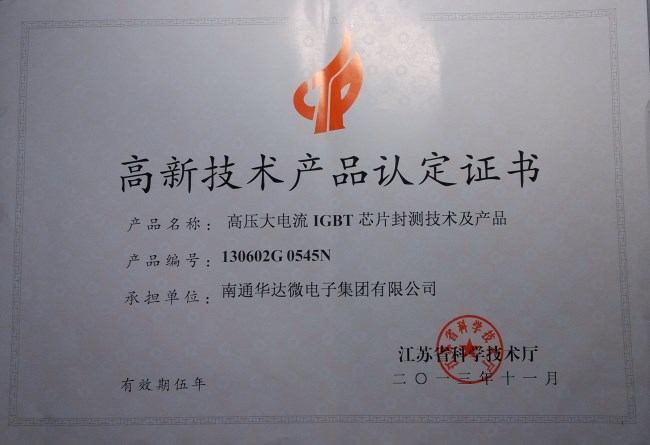 高新技术产品认定证书
产品名称：高压大电流 IGBT 芯片封测技术及产品
产品编号：130602G 0545N
承担单位：南通华达微电子集团有限公司
江苏省科学技术厅
有效期伍年
二〇一三年十一月